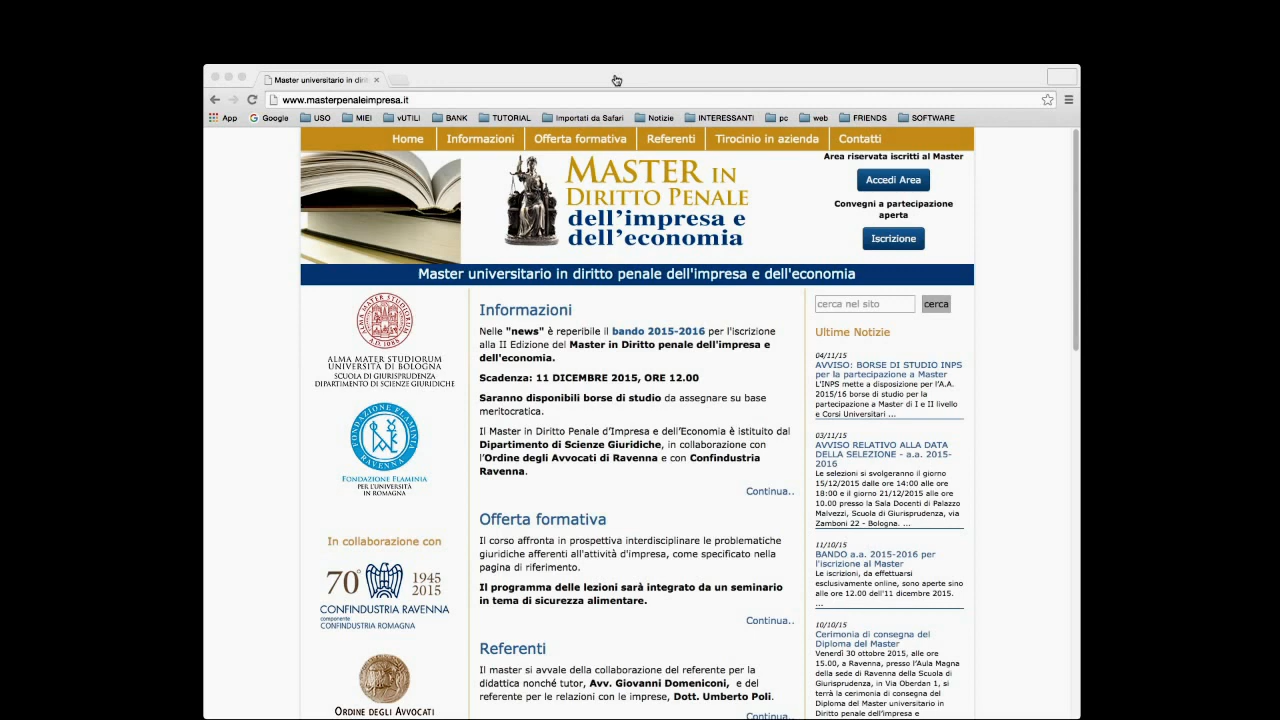 Master universitario in diri
www.masterpenaleimpresa.it
App Google USO MIEI vUTILI BANK TUTORIAL Importati da Safari Notizie INTERESSANTI pc web FRIENDS SOFTWARE
Home Informazioni Offerta formativa Referenti Tirocinio in azienda Contatti
MASTER IN
DIRITTO PENALE
dell'impresa e
dell'economia
Area riservata iscritti al Master
Accedi Area
Convegni a partecipazione
aperta
Iscrizione
Master universitario in diritto penale dell'impresa e dell'economia
ALMA MATER STUDIORUM
A.D. 1088
ALMA MATER STUDIORUM
UNIVERSITÀ DI BOLOGNA
SCUOLA DI GIURISPRUDENZA
DIPARTIMENTO DI SCIENZE GIURIDICHE
FONDAZIONE FLAMINIA
RAVENNA
FONDAZIONE FLAMINIA
PER L'UNIVERSITÀ
IN ROMAGNA
In collaborazione con
70° 1945
2015
CONFINDUSTRIA RAVENNA
componente
CONFINDUSTRIA ROMAGNA
ORDINE DEGLI AVVOCATI
Informazioni
Nelle "news" è reperibile il bando 2015-2016 per l'iscrizione
alla II Edizione del Master in Diritto penale dell'impresa e
dell'economia.
Scadenza: 11 DICEMBRE 2015, ORE 12.00
Saranno disponibili borse di studio da assegnare su base
meritocratica.
Il Master in Diritto Penale d'Impresa e dell'Economia è istituito dal
Dipartimento di Scienze Giuridiche, in collaborazione con
l'Ordine degli Avvocati di Ravenna e con Confindustria
Ravenna.
Continua..
Offerta formativa
Il corso affronta in prospettiva interdisciplinare le problematiche
giuridiche afferenti all'attività d'impresa, come specificato nella
pagina di riferimento.
Il programma delle lezioni sarà integrato da un seminario
in tema di sicurezza alimentare.
Continua..
Referenti
Il master si avvale della collaborazione del referente per la
didattica nonché tutor, Avv. Giovanni Domeniconi, e del
referente per le relazioni con le imprese, Dott. Umberto Poli.
Continua..
cerca nel sito cerca
Ultime Notizie
04/11/15
AVVISO: BORSE DI STUDIO INPS
per la partecipazione a Master
L'INPS mette a disposizione per l'A.A.
2015/16 borse di studio per la
partecipazione a Master di I e II livello
e Corsi Universitari ...
03/11/15
AVVISO RELATIVO ALLA DATA
DELLA SELEZIONE - a.a. 2015-
2016
Le selezioni si svolgeranno il giorno
15/12/2015 dalle ore 14:00 alle ore
18:00 e il giorno 21/12/2015 alle ore
10.00 presso la Sala Docenti di Palazzo
Malvezzi, Scuola di Giurisprudenza, via
Zamboni 22 - Bologna. ...
11/10/15
BANDO a.a. 2015-2016 per
l'iscrizione al Master
Le iscrizioni, da effettuarsi
esclusivamente online, sono aperte sino
alle ore 12.00 dell'11 dicembre 2015.
...
10/10/15
Cerimonia di consegna del
Diploma del Master
Venerdì 30 ottobre 2015, alle ore
15.00, a Ravenna, presso l'Aula Magna
della sede di Ravenna della Scuola di
Giurisprudenza, in Via Oberdan 1, si
terrà la cerimonia di consegna del
Diploma del Master universitario in
Diritto penale dell'impresa e